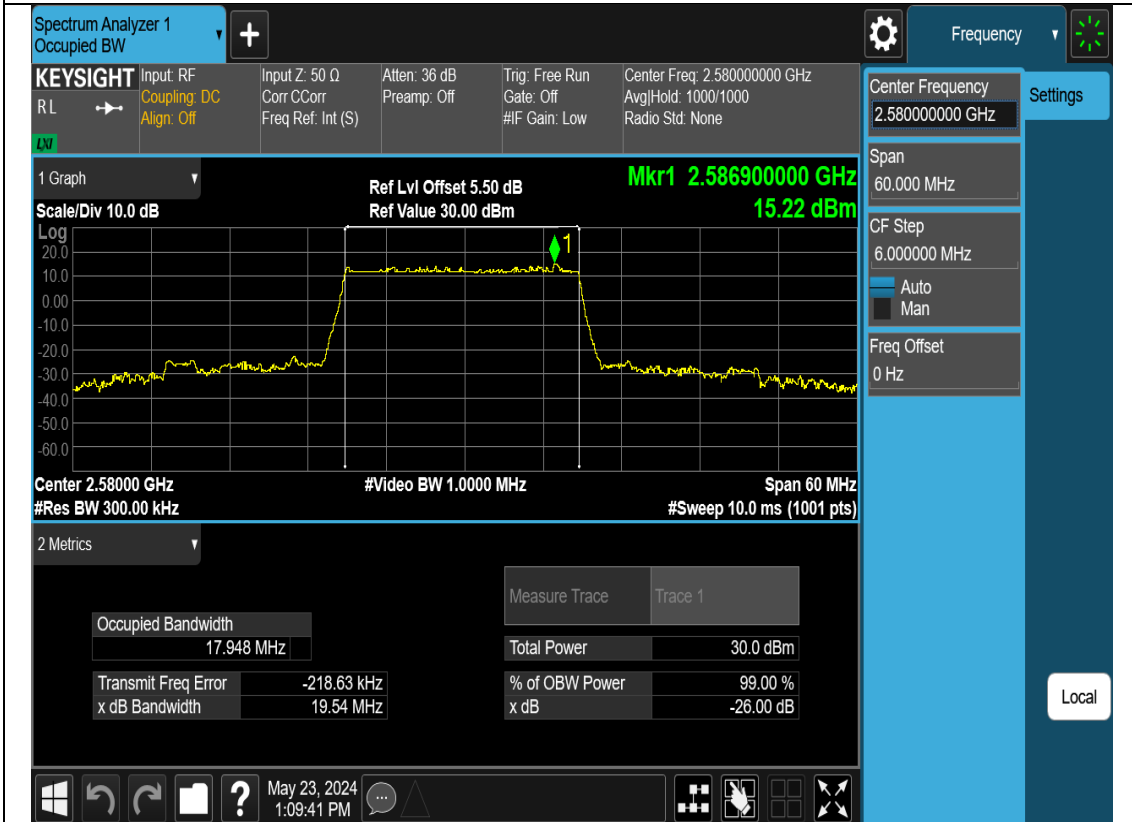 Spectrum Analyzer 1
Occupied BW
Frequency
KEYSIGHT
R L
LXI
Input: RF
Coupling: DC
Align: Off
Input Z: 50 Ω
Corr CCorr
Freq Ref: Int (S)
Atten: 36 dB
Preamp: Off
Trig: Free Run
Gate: Off
#IF Gain: Low
Center Freq: 2.580000000 GHz
Avg|Hold: 1000/1000
Radio Std: None
Center Frequency
2.580000000 GHz
Settings
Span
60.000 MHz
CF Step
6.000000 MHz
Auto
Man
Freq Offset
0 Hz
Local
1 Graph
Scale/Div 10.0 dB
Ref Lvl Offset 5.50 dB
Ref Value 30.00 dBm
Mkr1 2.586900000 GHz
15.22 dBm
Log
20.0
10.0
0.00
-10.0
-20.0
-30.0
-40.0
-50.0
-60.0
1
Center 2.58000 GHz
#Video BW 1.0000 MHz
Span 60 MHz
#Res BW 300.00 kHz
#Sweep 10.0 ms (1001 pts)
2 Metrics
Measure Trace Trace 1
Occupied Bandwidth
17.948 MHz
Total Power 30.0 dBm
Transmit Freq Error -218.63 kHz
% of OBW Power 99.00 %
x dB Bandwidth 19.54 MHz
x dB -26.00 dB
?
May 23, 2024
1:09:41 PM